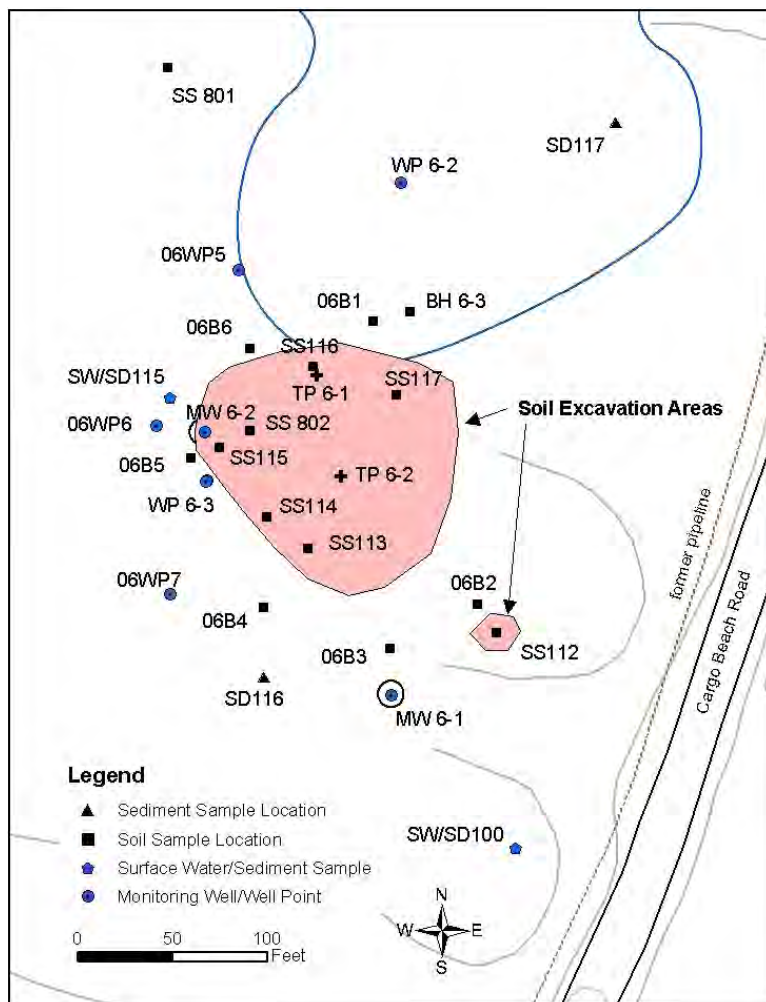 SS 801
SD117
WP 6-2
06WP5
06B1
BH 6-3
06B6
SS116
SW/SD115
TP 6-1
SS117
06WP6
MW 6-2
SS 802
Soil Excavation Areas
06B5
SS115
TP 6-2
WP 6-3
SS114
SS113
former pipeline
06WP7
06B2
06B4
SS112
06B3
Cargo Beach Road
SD116
MW 6-1
Legend
Sediment Sample Location
Soil Sample Location
Surface Water/Sediment Sample
Monitoring Well/Well Point
SW/SD100
N
W
E
S
0 50 100
Feet